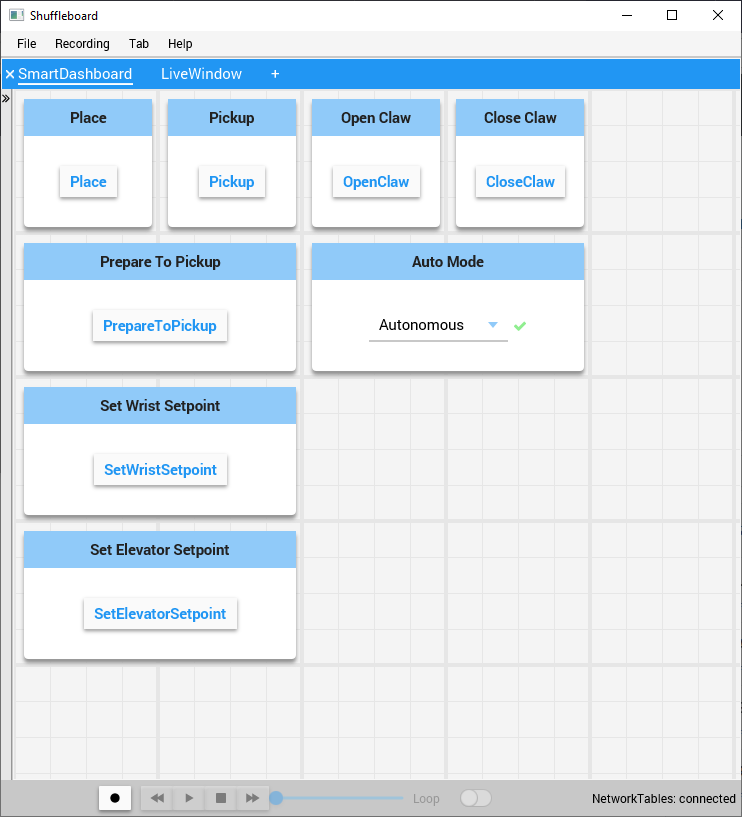 Shuffleboard
File Recording Tab Help
SmartDashboard LiveWindow +
Place Pickup Open Claw Close Claw
Place Pickup OpenClaw CloseClaw
Prepare To Pickup Auto Mode
PrepareToPickup Autonomous
Set Wrist Setpoint
SetWristSetpoint
Set Elevator Setpoint
SetElevatorSetpoint
Loop NetworkTables: connected